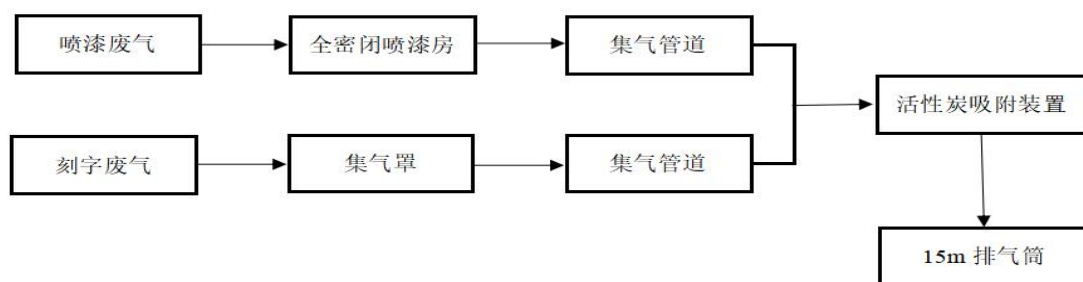 喷漆废气
全密闭喷漆房
集气管道
活性炭吸附装置
刻字废气
集气罩
集气管道
15m 排气筒